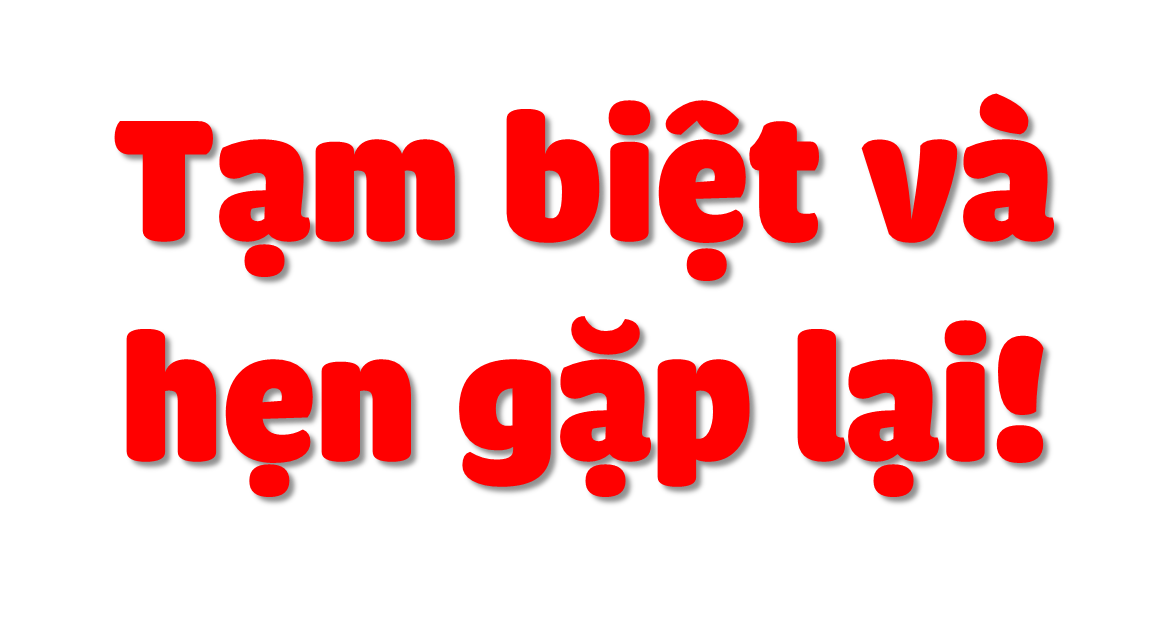 Tạm biệt và
hẹn gặp lại!